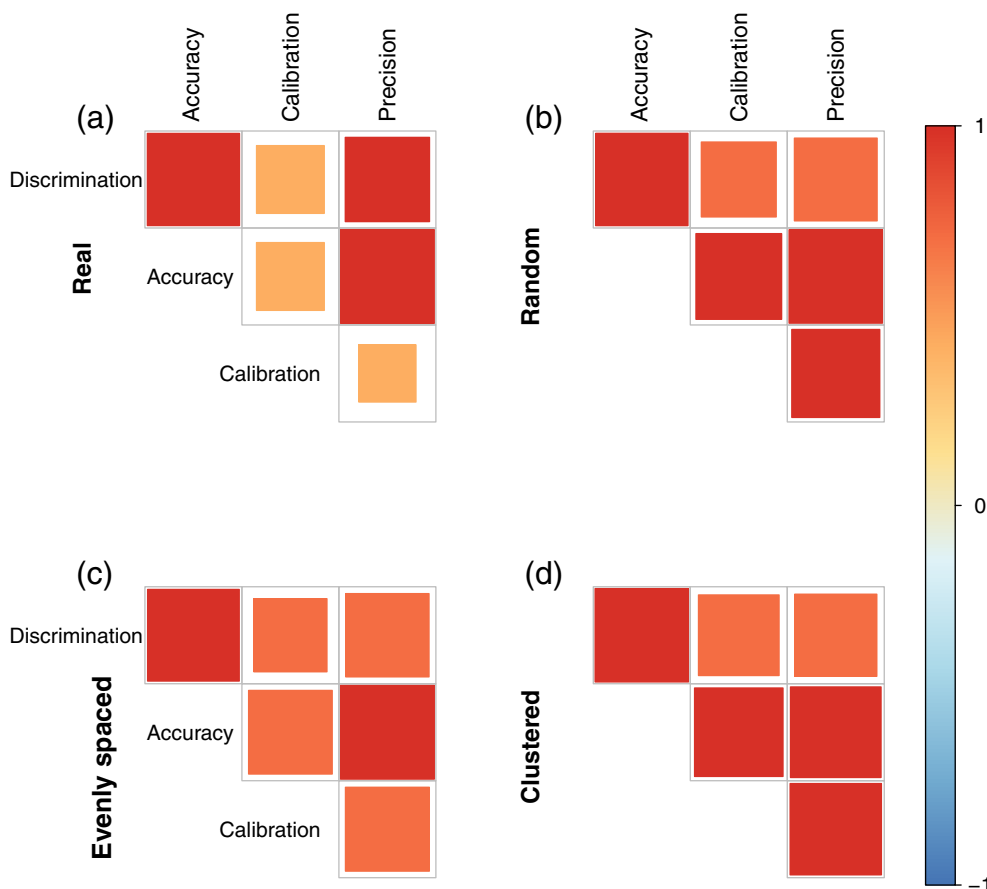 Accuracy
Calibration
Precision
Accuracy
Calibration
Precision
(a)
(b)
1
Discrimination
Real
Accuracy
Random
Calibration
0
(c)
(d)
Discrimination
Evenly spaced
Accuracy
Clustered
Calibration
−1